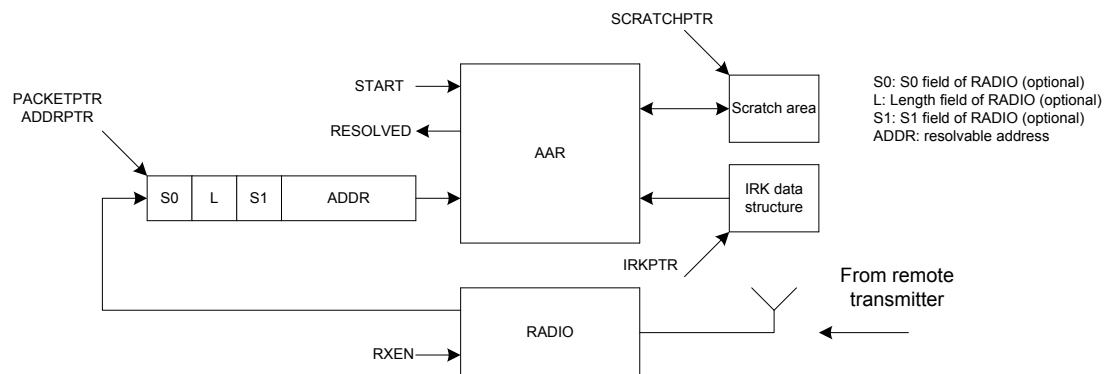 SCRATCHPTR
START
PACKETPTR
ADDRPTR
RESOLVED
AAR
Scratch area
S0: S0 field of RADIO (optional)
L: Length field of RADIO (optional)
S1: S1 field of RADIO (optional)
ADDR: resolvable address
S0
L
S1
ADDR
IRK data
structure
IRKPTR
From remote
transmitter
RADIO
RXEN